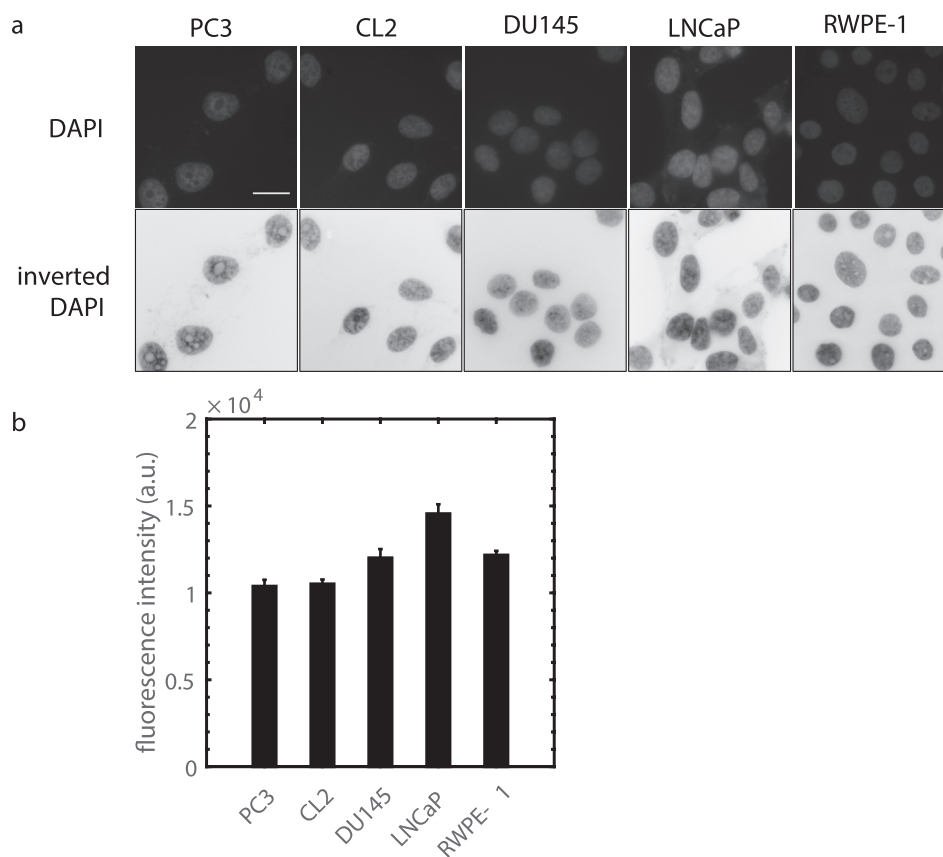 a
PC3 CL2 DU145 LNCaP RWPE-1
DAPI
inverted
DAPI
b
× 10⁴
2
1.5
1
0.5
0
fluorescence intensity (a.u.)
PC3 CL2 DU145 LNCaP RWPE- 1